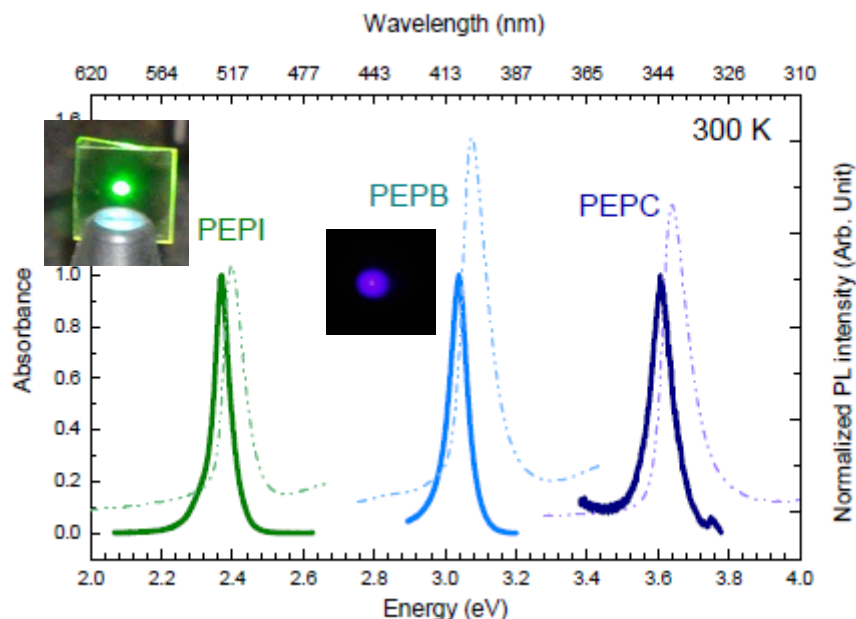 Wavelength (nm)
620 564 517 477 443 413 387 365 344 326 310
1.6
300 K
PEPB
PEPC
PEPI
1.0
0.8
0.6
0.4
0.2
0.0
Absorbance
Normalized PL intensity (Arb. Unit)
2.0 2.2 2.4 2.6 2.8 3.0 3.2 3.4 3.6 3.8 4.0
Energy (eV)